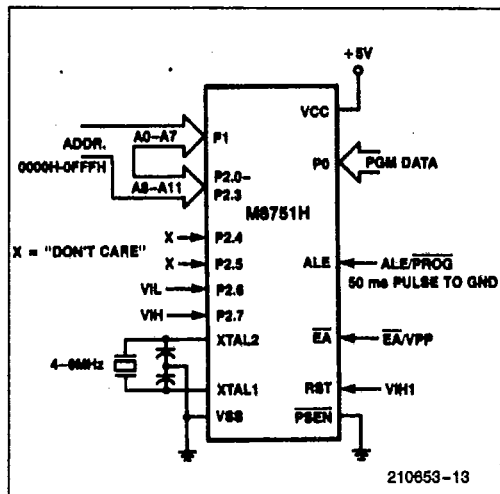 +5V
VCC
A0–A7
P1
ADDR.
0000H-0FFFH
P2.0–
P2.3
A8–A11
P0
PGM DATA
M8751H
X = "DON'T CARE"
X
P2.4
X
P2.5
ALE
ALE/PROG
50 ms PULSE TO GND
VIL
P2.6
VIH
P2.7
XTAL2
EA
EA/VPP
4–6MHz
XTAL1
RST
VIH1
VSS
PSEN
210653–13